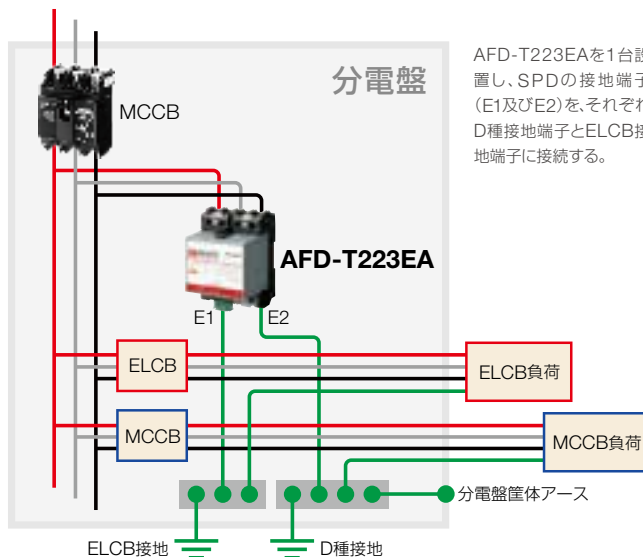 分電盤
MCCB
AFD-T223EAを1台設
置し、SPDの接地端子
（E1及びE2）を、それぞれ
D種接地端子とELCB接
地端子に接続する。
AFD-T223EA
E1
E2
ELCB
ELCB負荷
MCCB
MCCB負荷
分電盤筐体アース
ELCB接地
D種接地